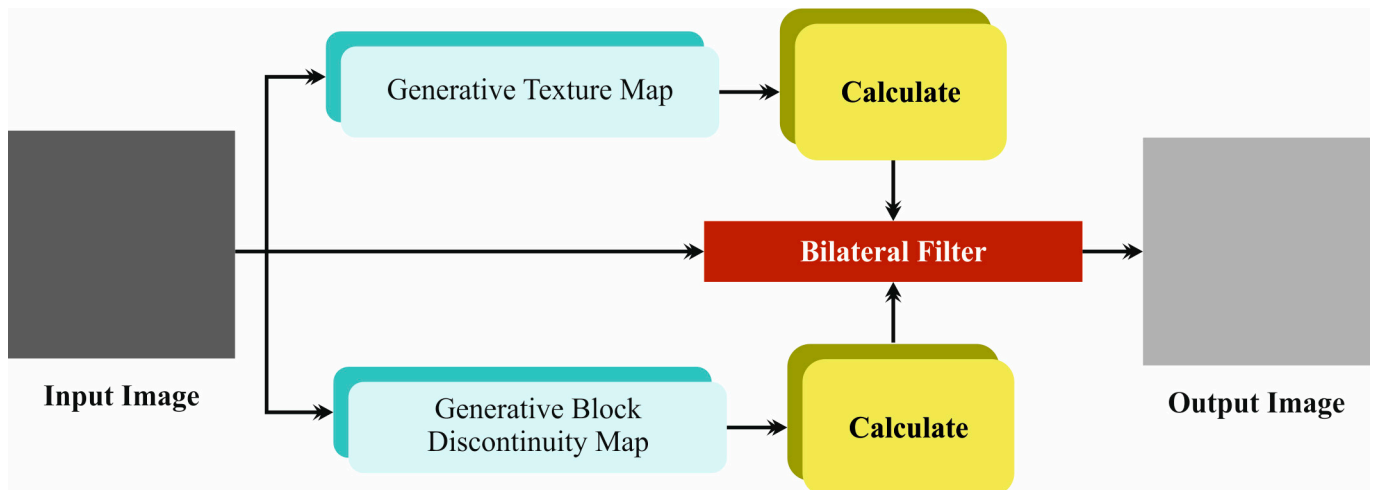 Generative Texture Map
Calculate
Bilateral Filter
Input Image
Output Image
Generative Block
Discontinuity Map
Calculate